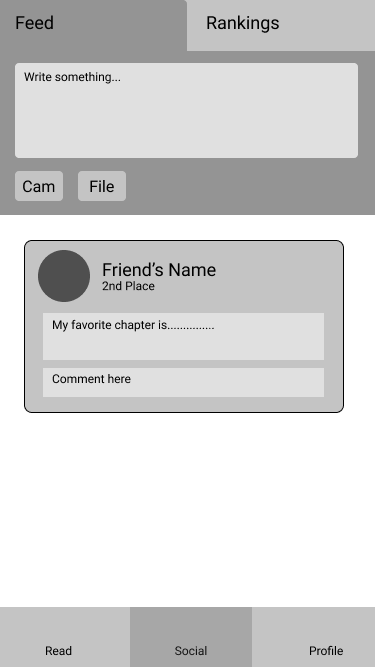 Feed
Rankings
Write something...
Cam
File
Friend's Name
2nd Place
My favorite chapter is...............
Comment here
Read
Social
Profile